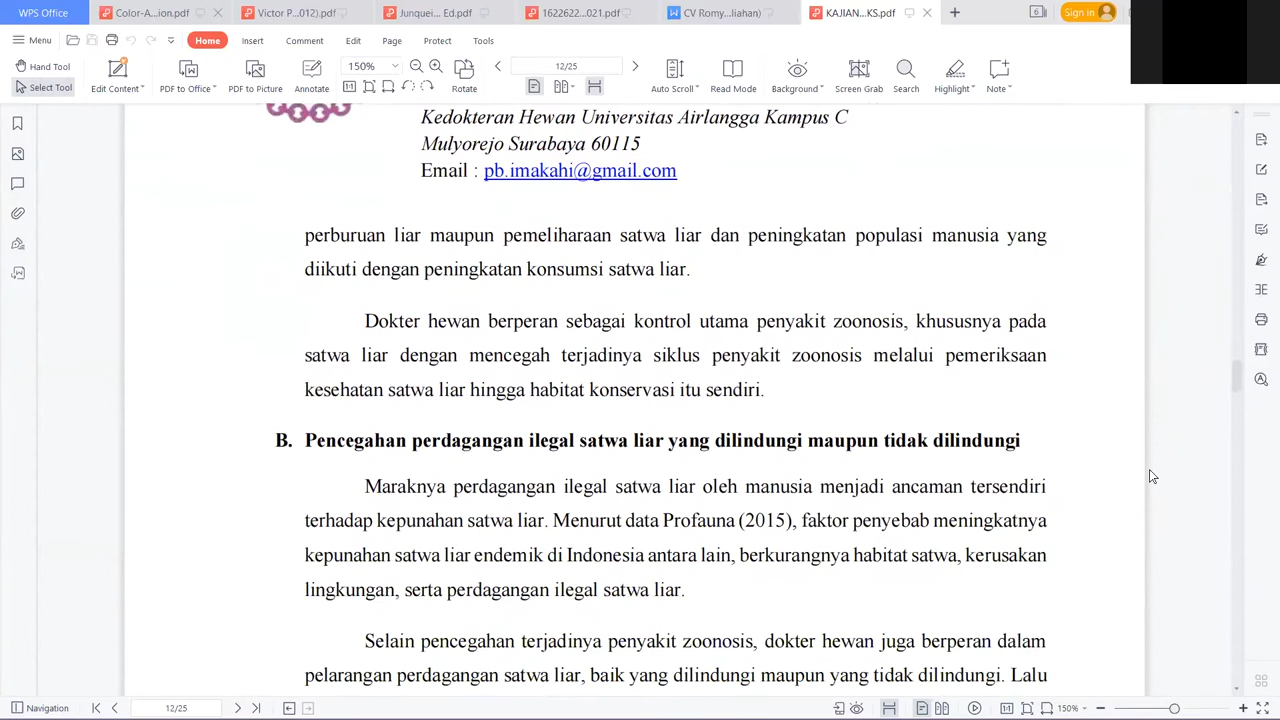 WPS Office
Color-A...ion.pdf
Victor P...012).pdf
Junquei... Ed.pdf
1622622...021.pdf
CV Romy...liahan)
KAJIAN...KS.pdf
6
Sign in
Menu
Home
Insert
Comment
Edit
Page
Protect
Tools
Hand Tool
Select Tool
Edit Content
PDF to Office
PDF to Picture
Annotate
150%
Rotate
12/25
Auto Scroll
Read Mode
Background
Screen Grab
Search
Highlight
Note
Kedokteran Hewan Universitas Airlangga Kampus C
Mulyorejo Surabaya 60115
Email : pb.imakahi@gmail.com
perburuan liar maupun pemeliharaan satwa liar dan peningkatan populasi manusia yang
diikuti dengan peningkatan konsumsi satwa liar.
Dokter hewan berperan sebagai kontrol utama penyakit zoonosis, khususnya pada
satwa liar dengan mencegah terjadinya siklus penyakit zoonosis melalui pemeriksaan
kesehatan satwa liar hingga habitat konservasi itu sendiri.
B. Pencegahan perdagangan ilegal satwa liar yang dilindungi maupun tidak dilindungi
Maraknya perdagangan ilegal satwa liar oleh manusia menjadi ancaman tersendiri
terhadap kepunahan satwa liar. Menurut data Profauna (2015), faktor penyebab meningkatnya
kepunahan satwa liar endemik di Indonesia antara lain, berkurangnya habitat satwa, kerusakan
lingkungan, serta perdagangan ilegal satwa liar.
Selain pencegahan terjadinya penyakit zoonosis, dokter hewan juga berperan dalam
pelarangan perdagangan satwa liar, baik yang dilindungi maupun yang tidak dilindungi. Lalu
Navigation
12/25
150%